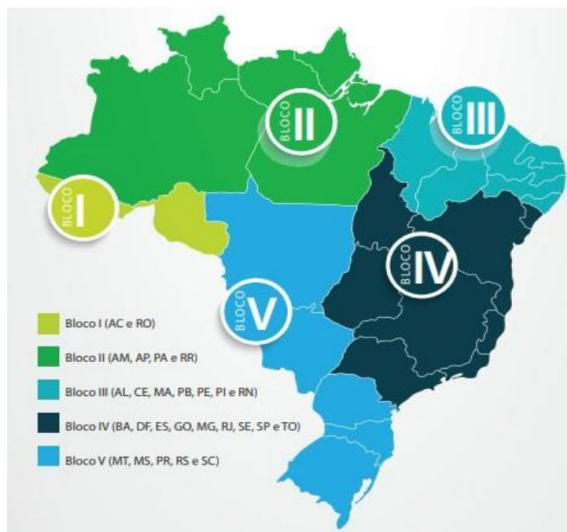 BLOCO II
BLOCO III
BLOCO I
BLOCO IV
BLOCO V
Bloco I (AC e RO)
Bloco II (AM, AP, PA e RR)
Bloco III (AL, CE, MA, PB, PE, PI e RN)
Bloco IV (BA, DF, ES, GO, MG, RJ, SE, SP e TO)
Bloco V (MT, MS, PR, RS e SC)